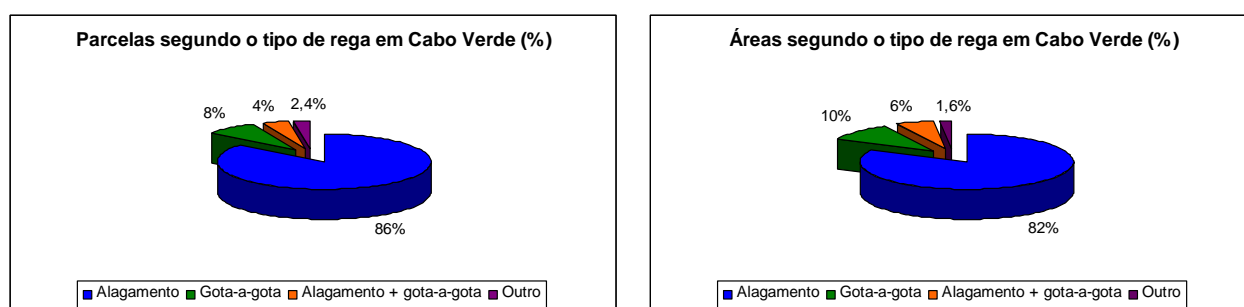 Parcelas segundo o tipo de rega em Cabo Verde (%)
8%
4%
2,4%
86%
Alagamento Gota-a-gota Alagamento + gota-a-gota Outro
Áreas segundo o tipo de rega em Cabo Verde (%)
10%
6%
1,6%
82%
Alagamento Gota-a-gota Alagamento + gota-a-gota Outro